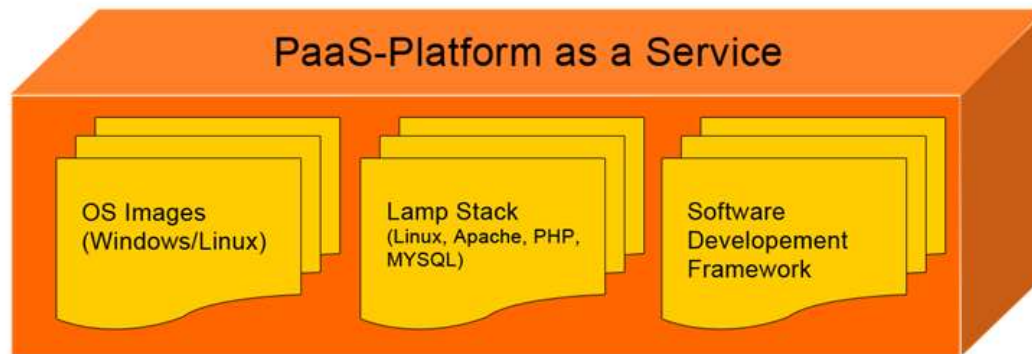 PaaS-Platform as a Service
OS Images
(Windows/Linux)
Lamp Stack
(Linux, Apache, PHP,
MYSQL)
Software
Developement
Framework